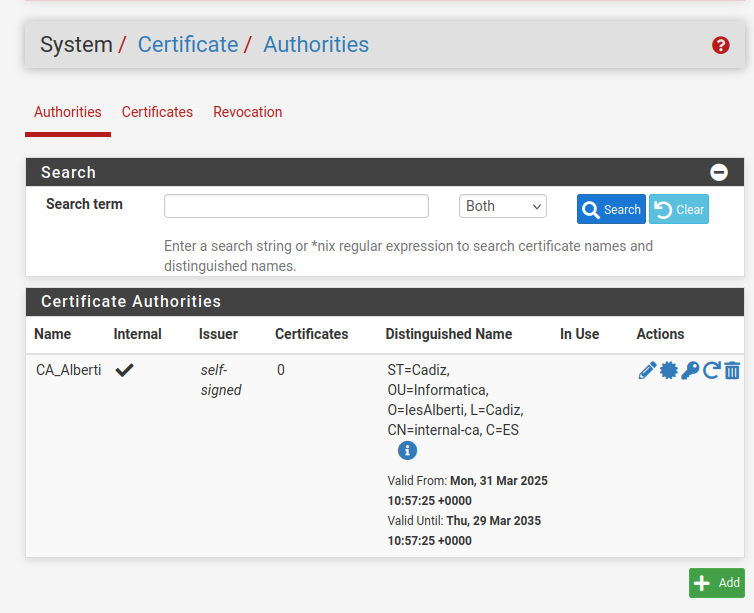 System / Certificate / Authorities
Authorities Certificates Revocation
Search
Search term Both Search Clear
Enter a search string or *nix regular expression to search certificate names and
distinguished names.
Certificate Authorities
Name Internal Issuer Certificates Distinguished Name In Use Actions
CA_Alberti self-
signed 0 ST=Cadiz,
OU=Informatica,
O=IesAlberti, L=Cadiz,
CN=internal-ca, C=ES
Valid From: Mon, 31 Mar 2025
10:57:25 +0000
Valid Until: Thu, 29 Mar 2035
10:57:25 +0000
Add